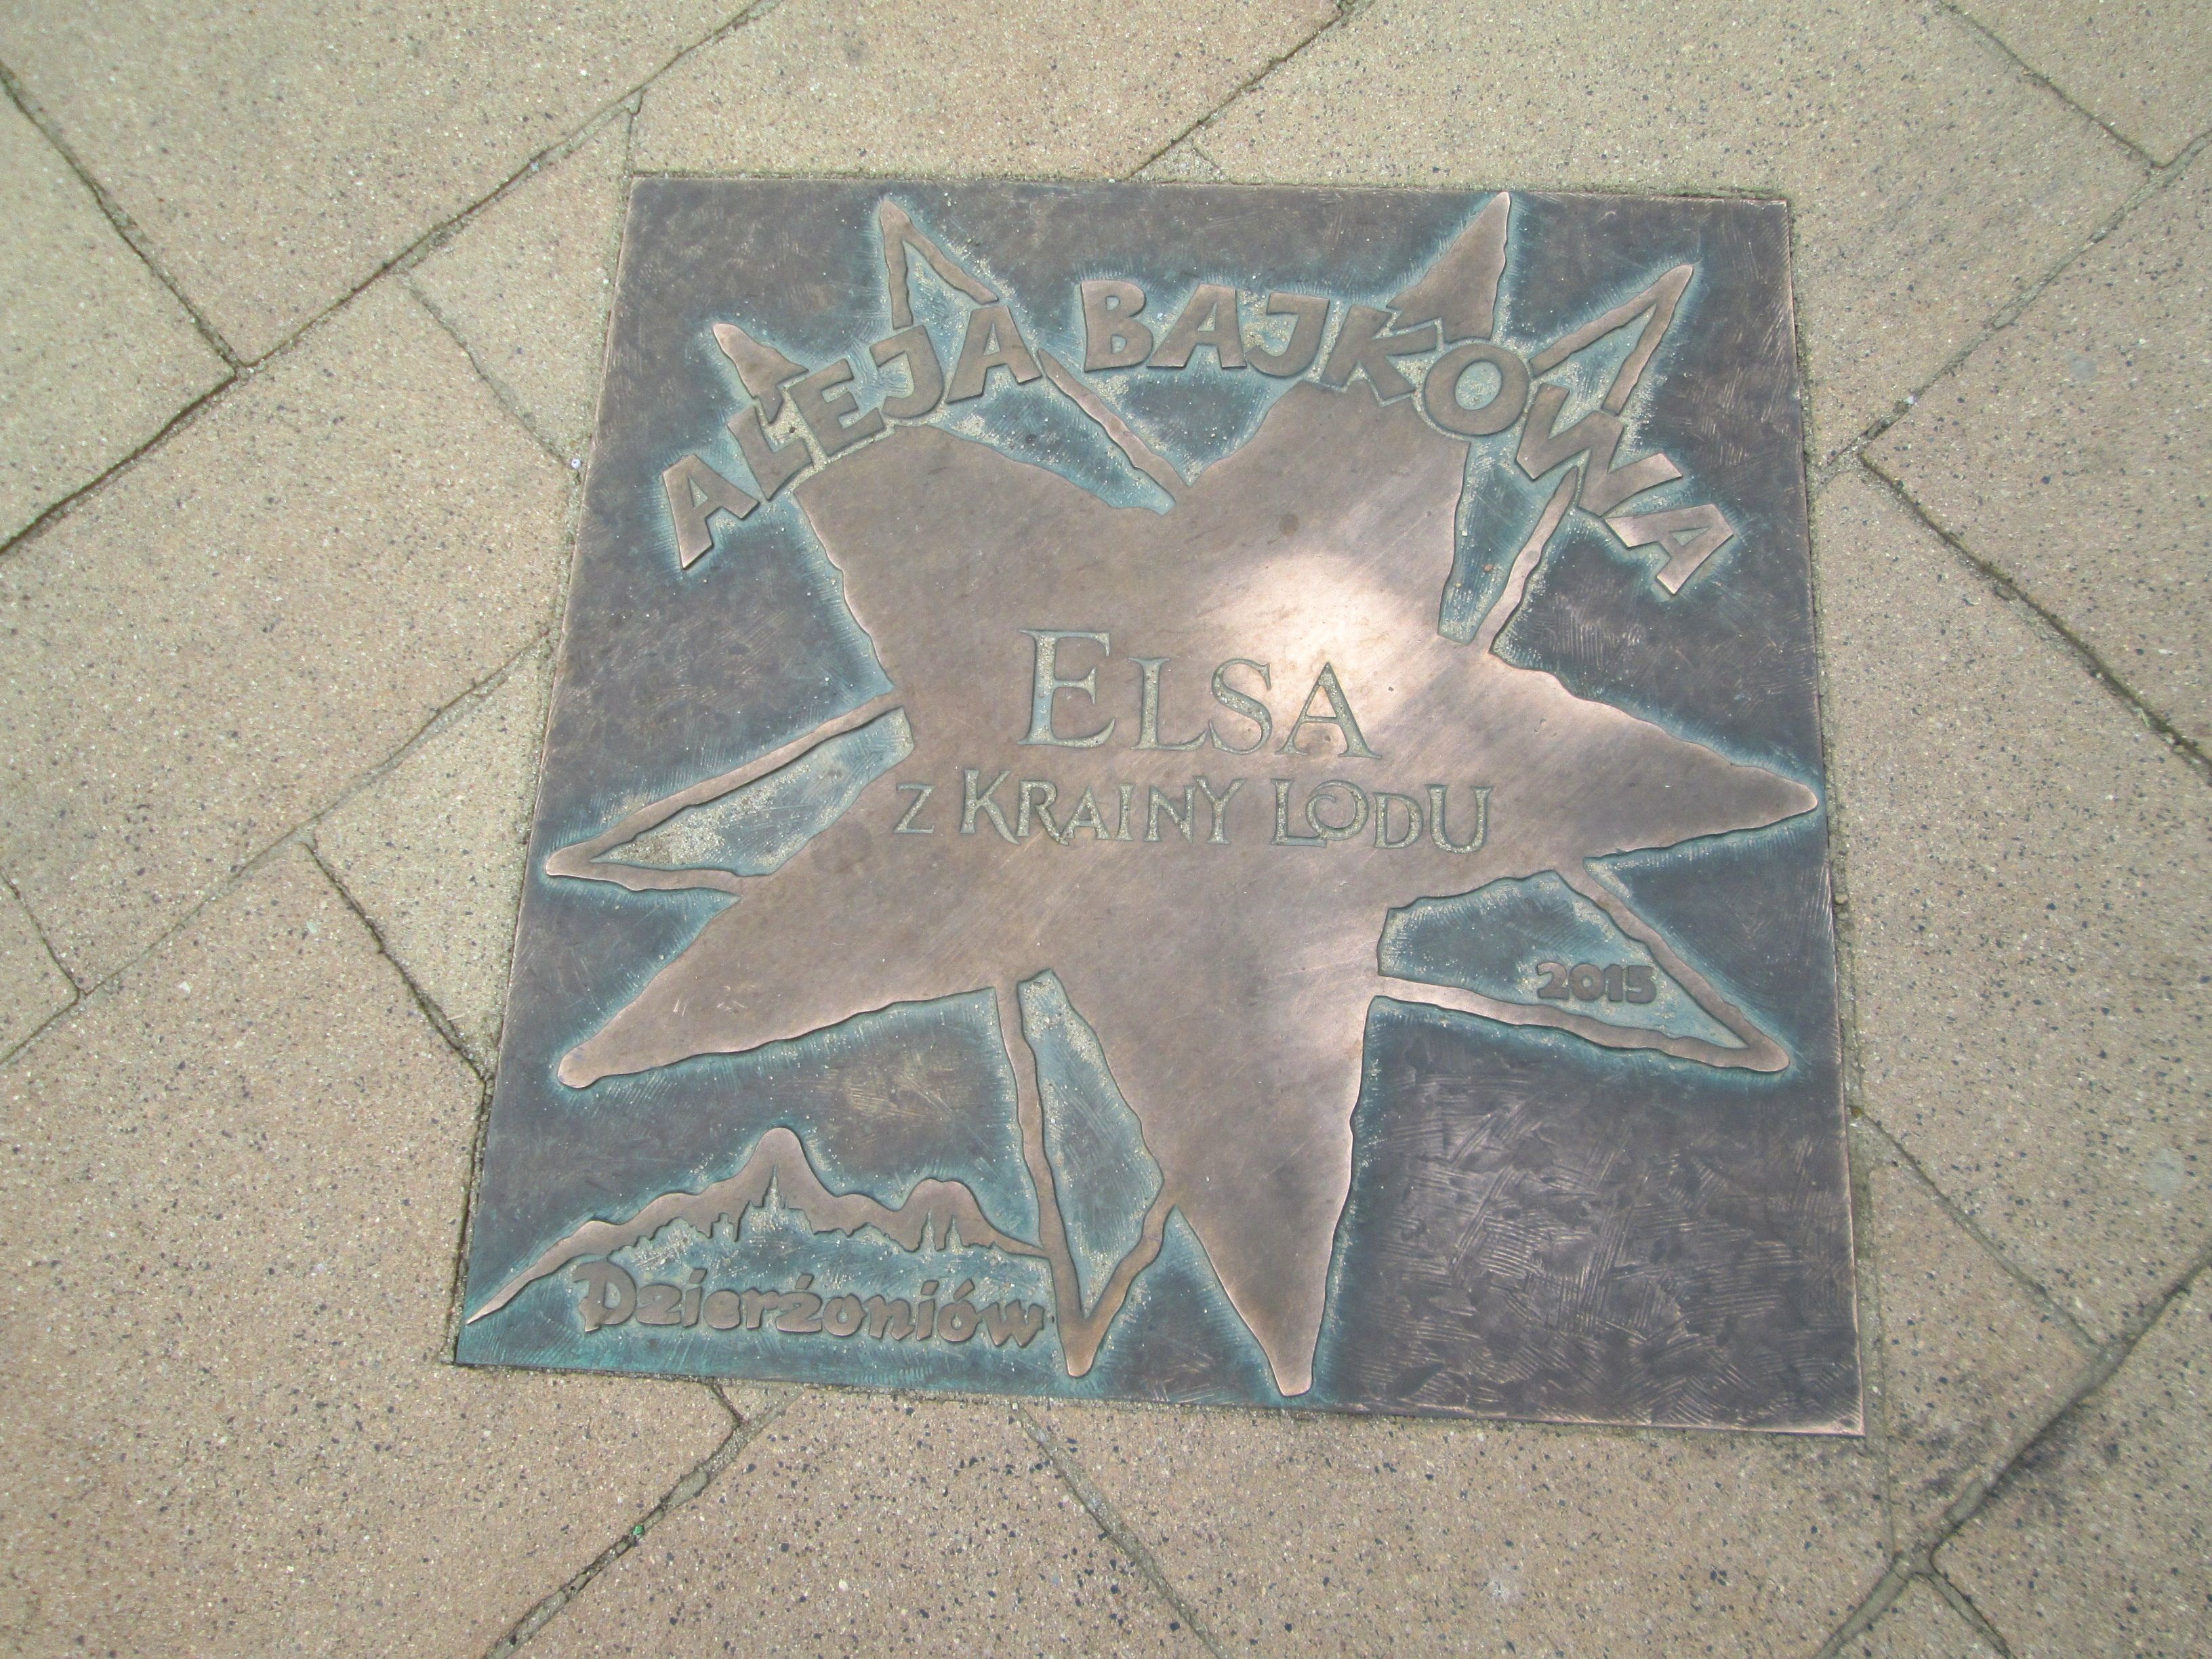 ALEJA BAJKOWA
ELSA
Z KRAINY LODU
2015
Dzierżoniów